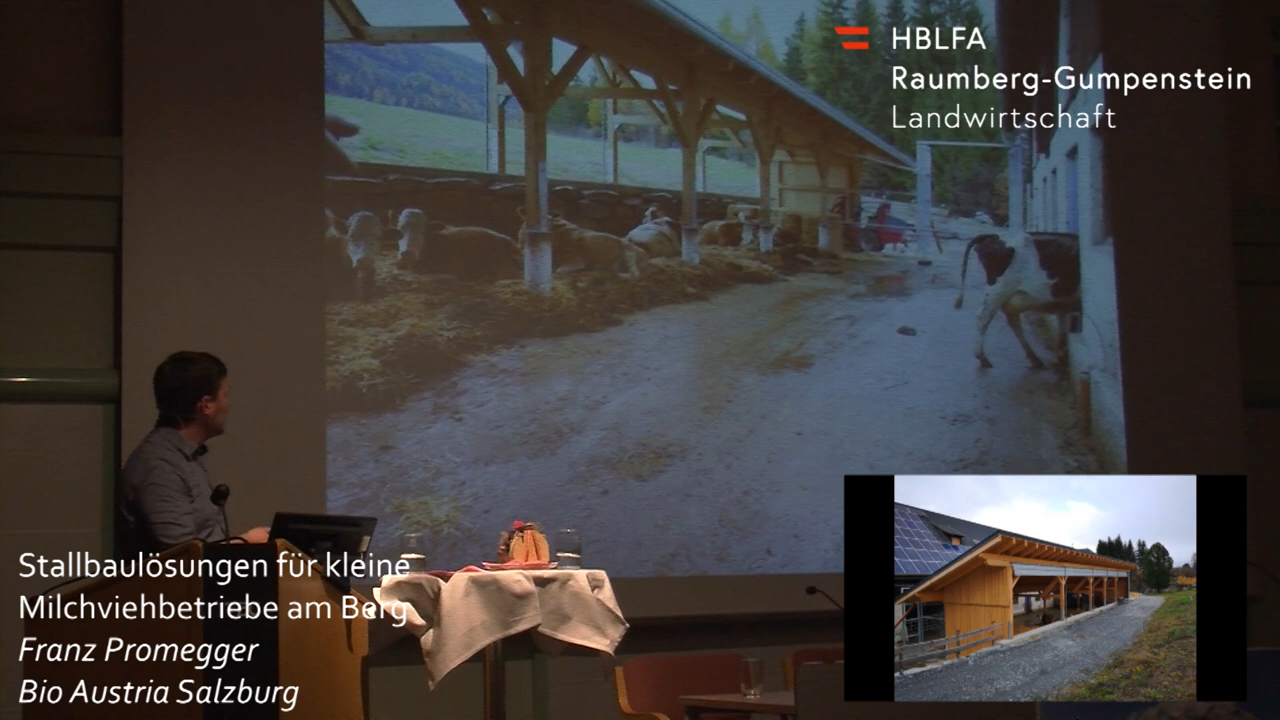 HBLFA
Raumberg-Gumpenstein
Landwirtschaft
Stallbaulösungen für kleine
Milchviehbetriebe am Berg
Franz Promegger
Bio Austria Salzburg